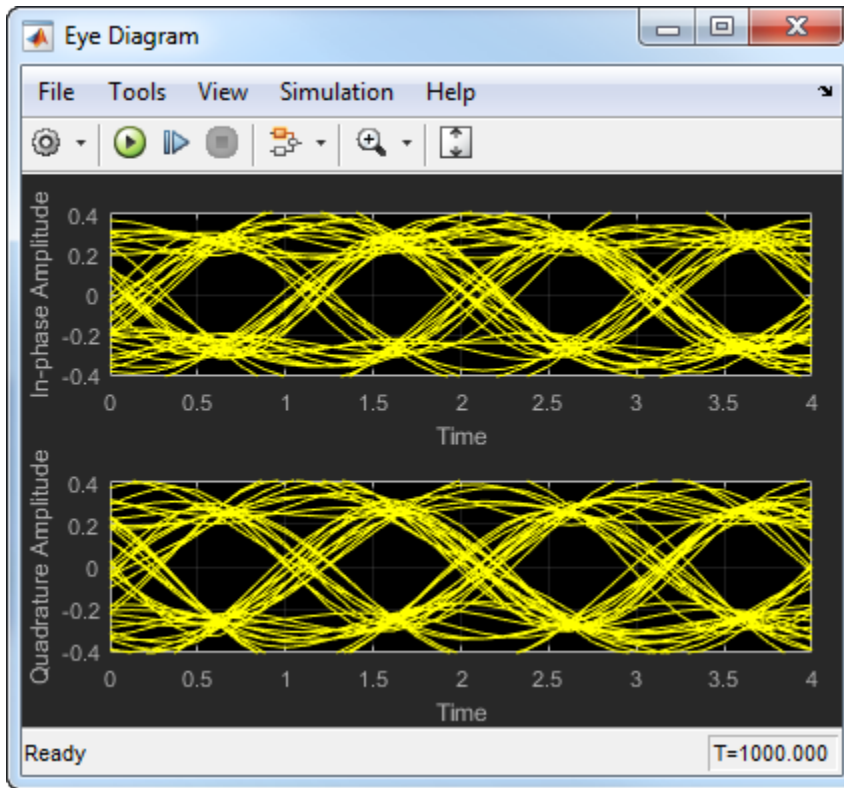 Eye Diagram
File Tools View Simulation Help
In-phase Amplitude
0.4
0.2
0
-0.2
-0.4
0 0.5 1 1.5 2 2.5 3 3.5 4
Time
Quadrature Amplitude
0.4
0.2
0
-0.2
-0.4
0 0.5 1 1.5 2 2.5 3 3.5 4
Time
Ready T=1000.000